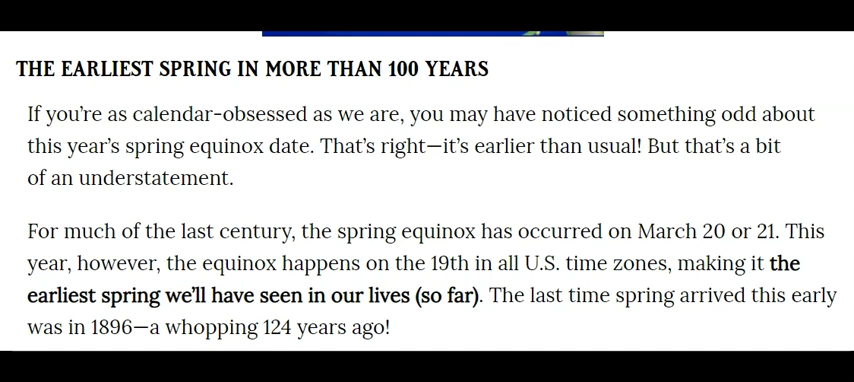 THE EARLIEST SPRING IN MORE THAN 100 YEARS
If you’re as calendar-obsessed as we are, you may have noticed something odd about
this year’s spring equinox date. That’s right—it’s earlier than usual! But that’s a bit
of an understatement.
For much of the last century, the spring equinox has occurred on March 20 or 21. This
year, however, the equinox happens on the 19th in all U.S. time zones, making it the
earliest spring we’ll have seen in our lives (so far). The last time spring arrived this early
was in 1896—a whopping 124 years ago!